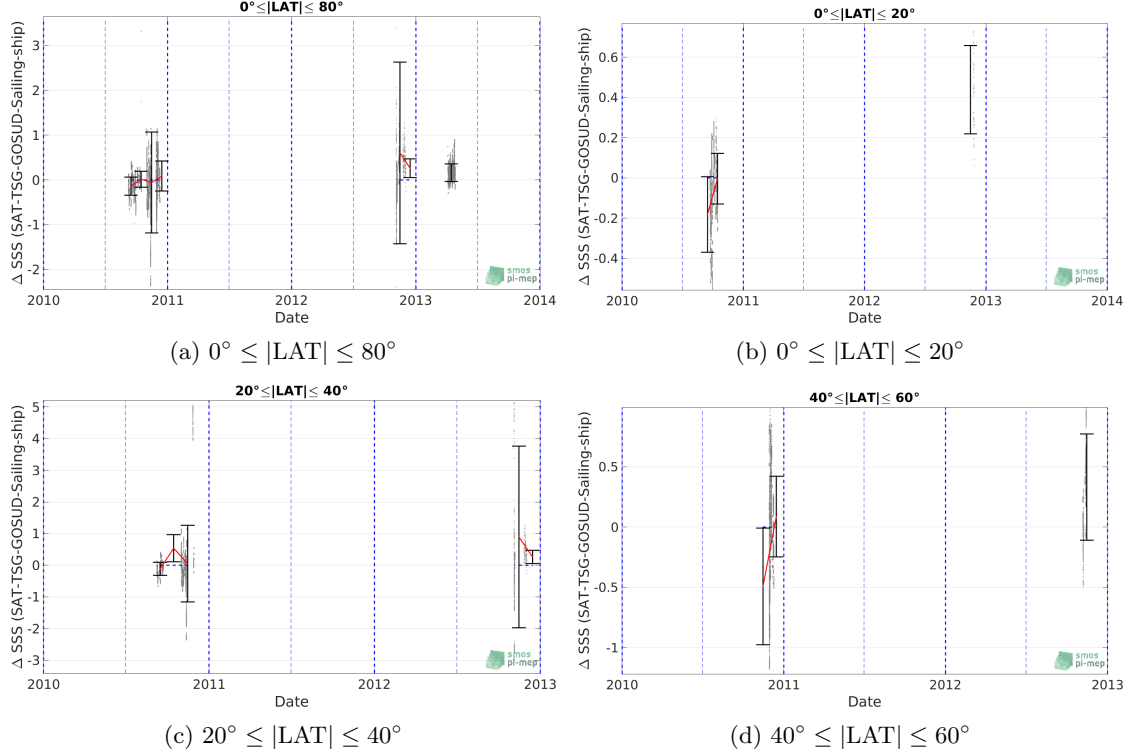 0°≤|LAT|≤ 80°
Δ SSS (SAT-TSG-GOSUD-Sailing-ship)
3
2
1
0
-1
-2
2010 2011 2012 2013 2014
Date
smos
pi-mep
(a) 0° ≤ |LAT| ≤ 80°
0°≤|LAT|≤ 20°
Δ SSS (SAT-TSG-GOSUD-Sailing-ship)
0.6
0.4
0.2
0
-0.2
-0.4
2010 2011 2012 2013 2014
Date
smos
pi-mep
(b) 0° ≤ |LAT| ≤ 20°
20°≤|LAT|≤ 40°
Δ SSS (SAT-TSG-GOSUD-Sailing-ship)
5
4
3
2
1
0
-1
-2
-3
2010 2011 2012 2013
Date
smos
pi-mep
(c) 20° ≤ |LAT| ≤ 40°
40°≤|LAT|≤ 60°
Δ SSS (SAT-TSG-GOSUD-Sailing-ship)
0.5
0
-0.5
-1
2010 2011 2012 2013
Date
smos
pi-mep
(d) 40° ≤ |LAT| ≤ 60°